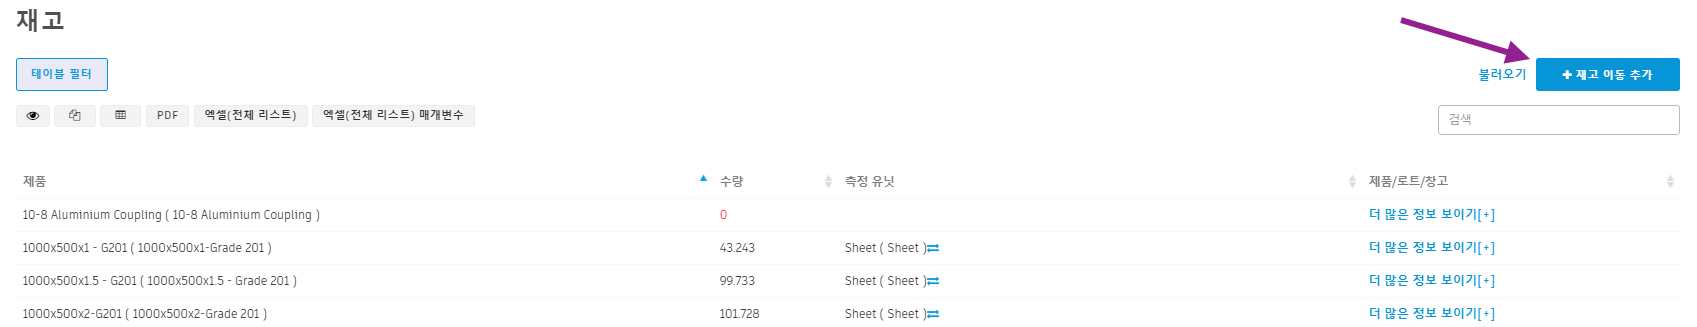 재고
테이블 필터 불러오기 재고 이동 추가
PDF 엑셀(전체 리스트) 엑셀(전체 리스트) 매개변수 검색
제품 수량 측정 유닛 제품/로트/창고
10-8 Aluminium Coupling ( 10-8 Aluminium Coupling ) 0 더 많은 정보 보이기[+]
1000x500x1 - G201 ( 1000x500x1-Grade 201 ) 43.243 Sheet ( Sheet ) 더 많은 정보 보이기[+]
1000x500x1.5 - G201 ( 1000x500x1.5 - Grade 201 ) 99.733 Sheet ( Sheet ) 더 많은 정보 보이기[+]
1000x500x2-G201 ( 1000x500x2-Grade 201 ) 101.728 Sheet ( Sheet ) 더 많은 정보 보이기[+]